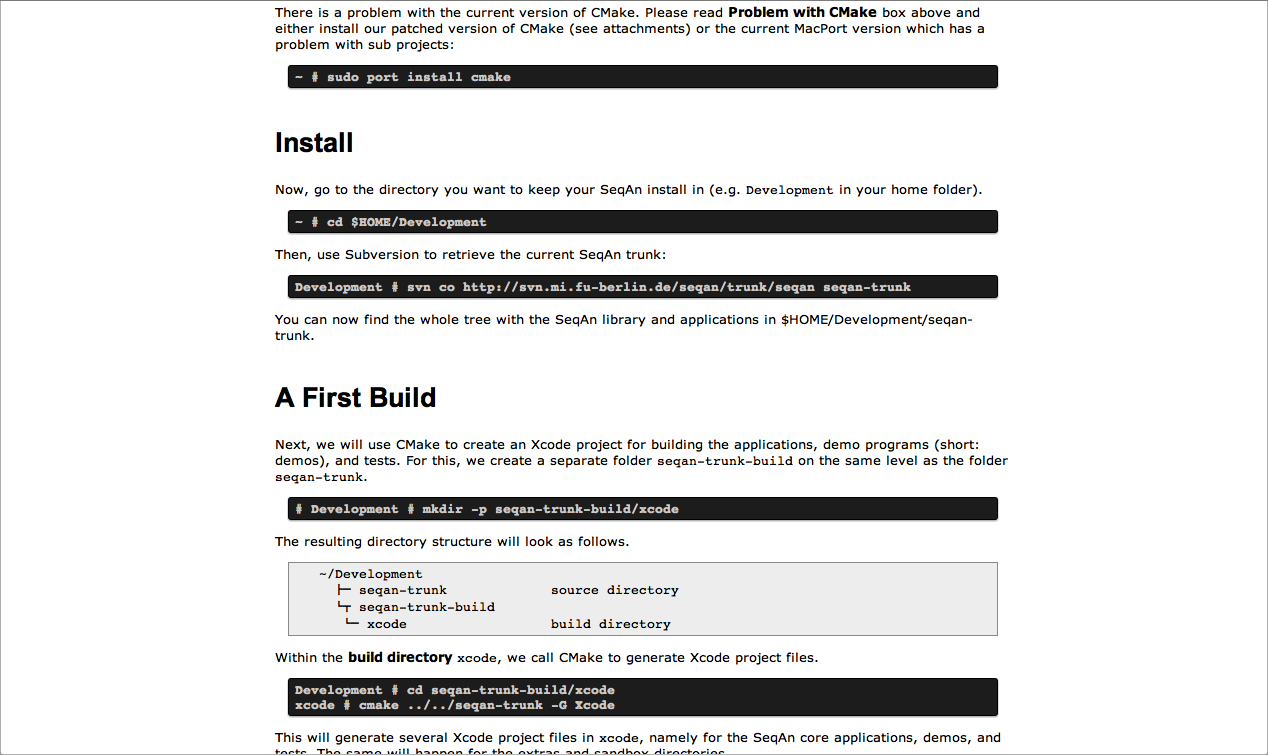 There is a problem with the current version of CMake. Please read Problem with CMake box above and
either install our patched version of CMake (see attachments) or the current MacPort version which has a
problem with sub projects:
~ # sudo port install cmake
Install
Now, go to the directory you want to keep your SeqAn install in (e.g. Development in your home folder).
~ # cd $HOME/Development
Then, use Subversion to retrieve the current SeqAn trunk:
Development # svn co http://svn.mi.fu-berlin.de/seqan/trunk/seqan seqan-trunk
You can now find the whole tree with the SeqAn library and applications in $HOME/Development/seqan-
trunk.
A First Build
Next, we will use CMake to create an Xcode project for building the applications, demo programs (short:
demos), and tests. For this, we create a separate folder seqan-trunk-build on the same level as the folder
seqan-trunk.
# Development # mkdir -p seqan-trunk-build/xcode
The resulting directory structure will look as follows.
~/Development
├─ seqan-trunk source directory
└┬ seqan-trunk-build
└─ xcode build directory
Within the build directory xcode, we call CMake to generate Xcode project files.
Development # cd seqan-trunk-build/xcode
xcode # cmake ../../seqan-trunk -G Xcode
This will generate several Xcode project files in xcode, namely for the SeqAn core applications, demos, and
tests. The same will happen for the extras and sandbox directories.